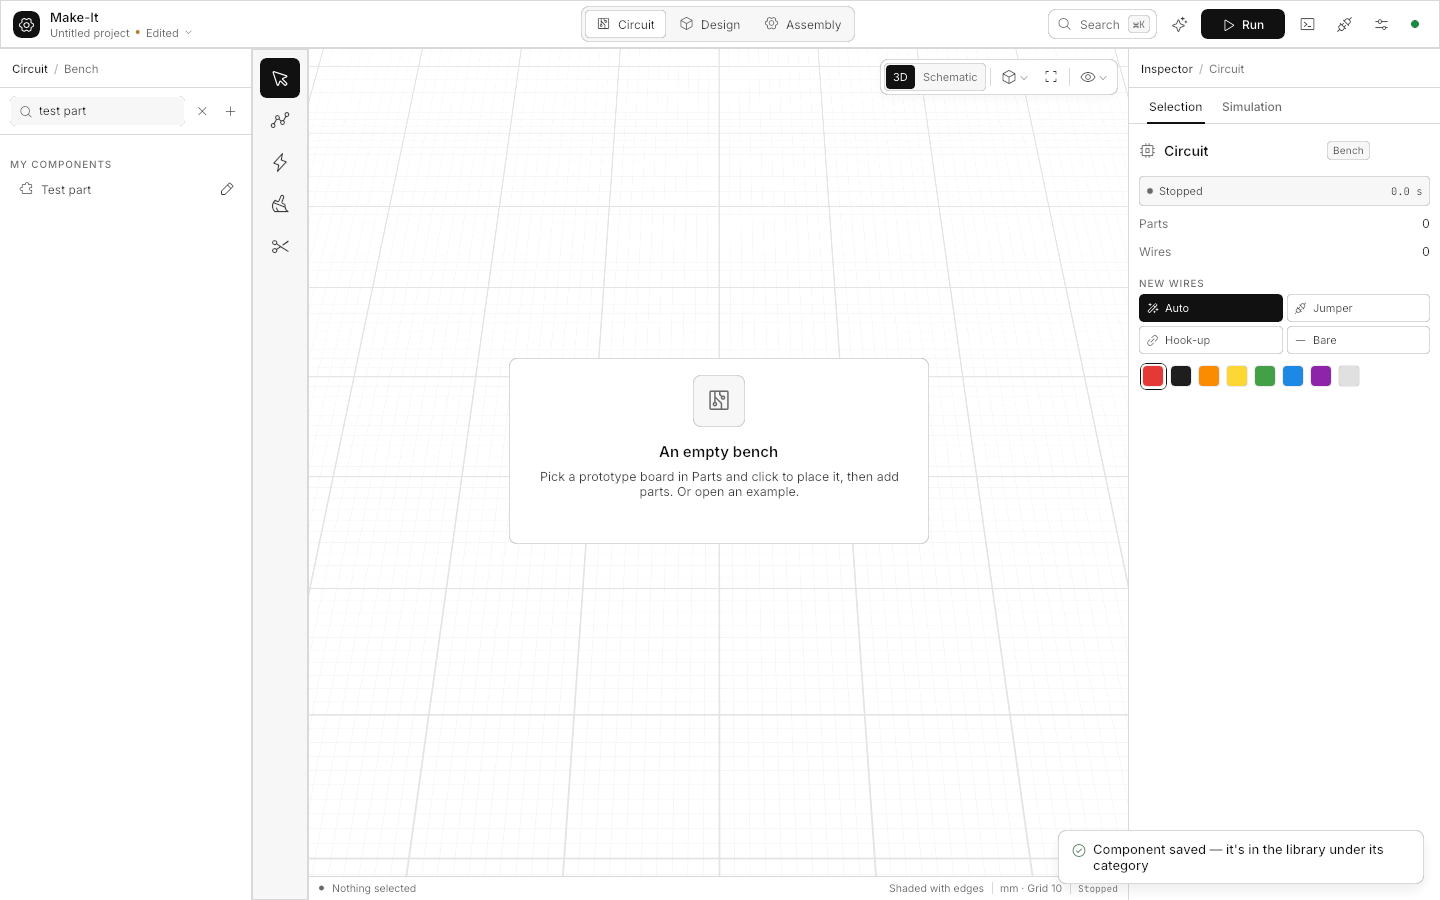 Make-It
Untitled project • Edited
Circuit
Design
Assembly
Search ⌘K
Run
Circuit / Bench
test part
MY COMPONENTS
Test part
3D
Schematic
An empty bench
Pick a prototype board in Parts and click to place it, then add
parts. Or open an example.
Nothing selected
Shaded with edges
mm · Grid 10
Stopped
Inspector / Circuit
Selection
Simulation
Circuit
Bench
Stopped
0.0 s
Parts
0
Wires
0
NEW WIRES
Auto
Jumper
Hook-up
Bare
Component saved — it's in the library under its
category